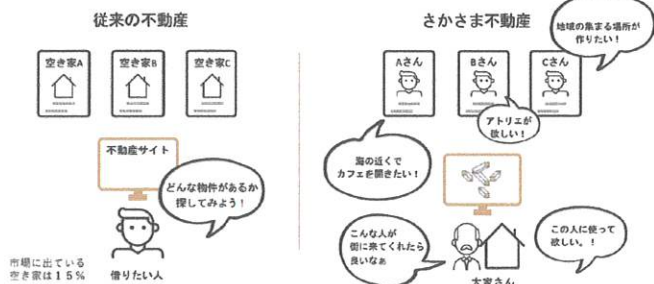 従来の不動産
空き家A
空き家B
空き家C
不動産サイト
どんな物件があるか
探してみよう！
市場に出ている
空き家は15%
借りたい人
さかさま不動産
地域の集まる場所が
作りたい！
Aさん
Bさん
Cさん
アトリエが
欲しい！
海の近くで
カフェを開きたい！
こんな人が
街に来てくれたら
良いなぁ
この人に使って
欲しい。！
大家さん